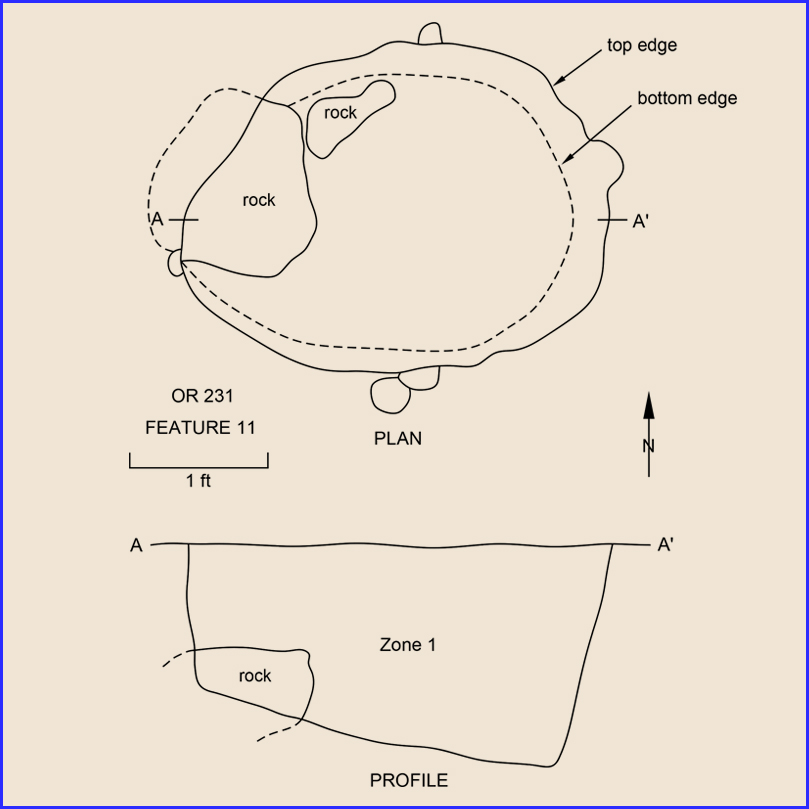 top edge
bottom edge
rock
rock
A
A'
OR 231
FEATURE 11
1 ft
PLAN
N
A
A'
Zone 1
rock
PROFILE